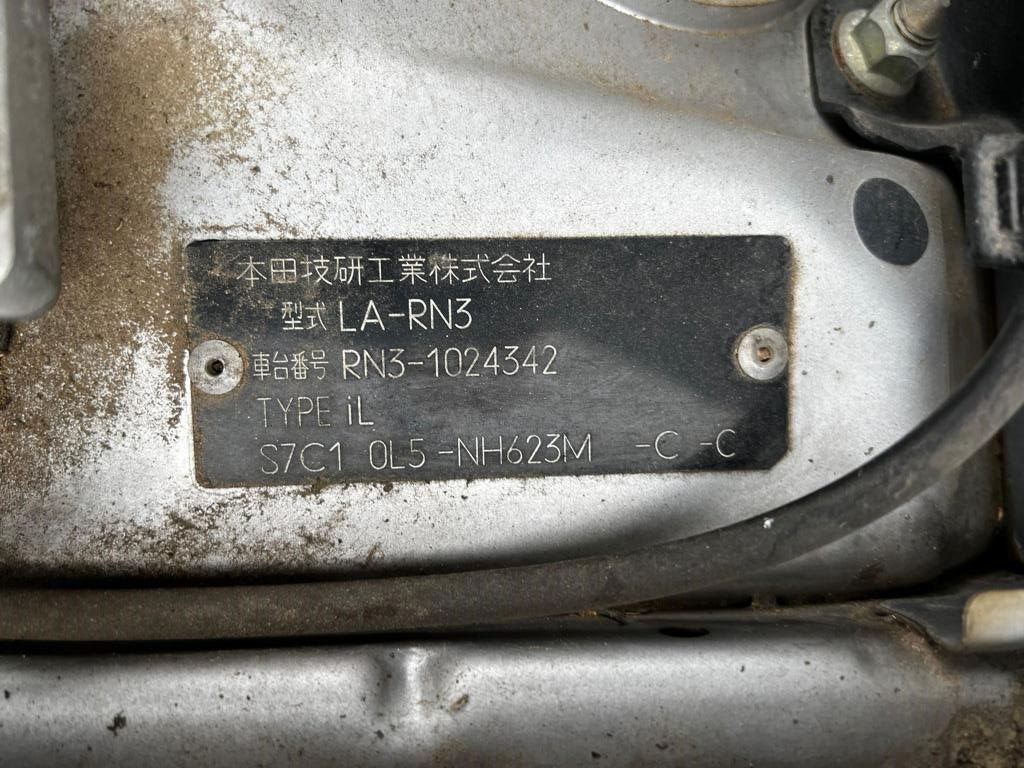 本田技研工業株式会社
型式 LA-RN3
車台番号 RN3-1024342
TYPE iL
S7C1 0L5-NH623M -C -C